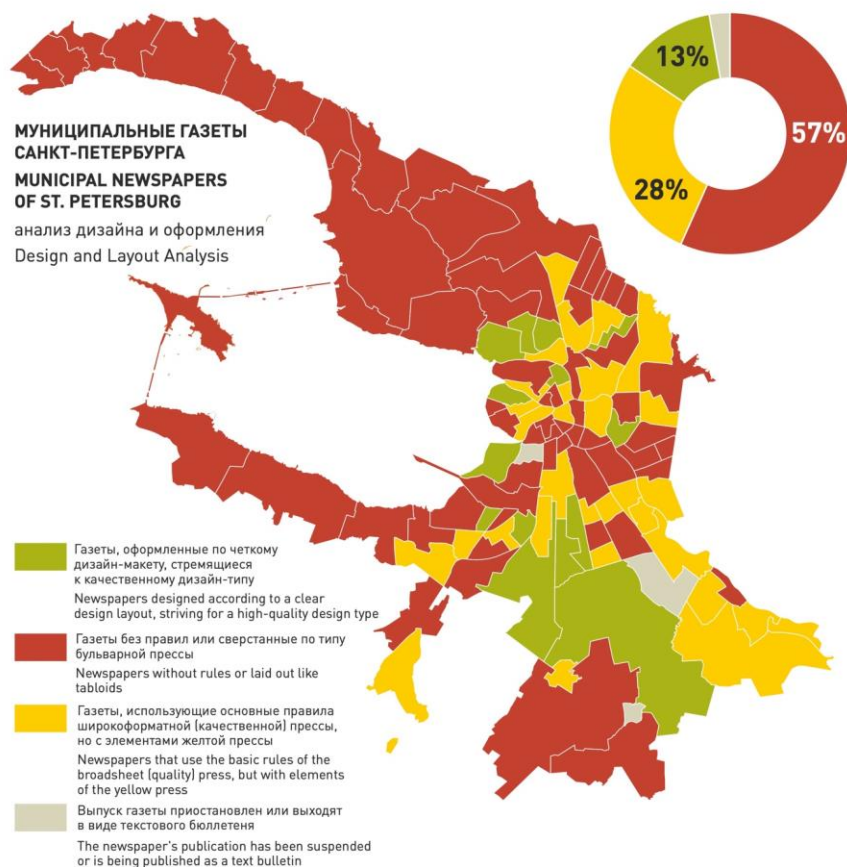 МУНИЦИПАЛЬНЫЕ ГАЗЕТЫ
САНКТ-ПЕТЕРБУРГА
MUNICIPAL NEWSPAPERS
OF ST. PETERSBURG
анализ дизайна и оформления
Design and Layout Analysis
13%
57%
28%
Газеты, оформленные по четкому
дизайн-макету, стремящиеся
к качественному дизайн-типу
Newspapers designed according to a clear
design layout, striving for a high-quality design type
Газеты без правил или сверстанные по типу
бульварной прессы
Newspapers without rules or laid out like
tabloids
Газеты, использующие основные правила
широкоформатной (качественной) прессы,
но с элементами желтой прессы
Newspapers that use the basic rules of the
broadsheet (quality) press, but with elements
of the yellow press
Выпуск газеты приостановлен или выходят
в виде текстового бюллетеня
The newspaper's publication has been suspended
or is being published as a text bulletin